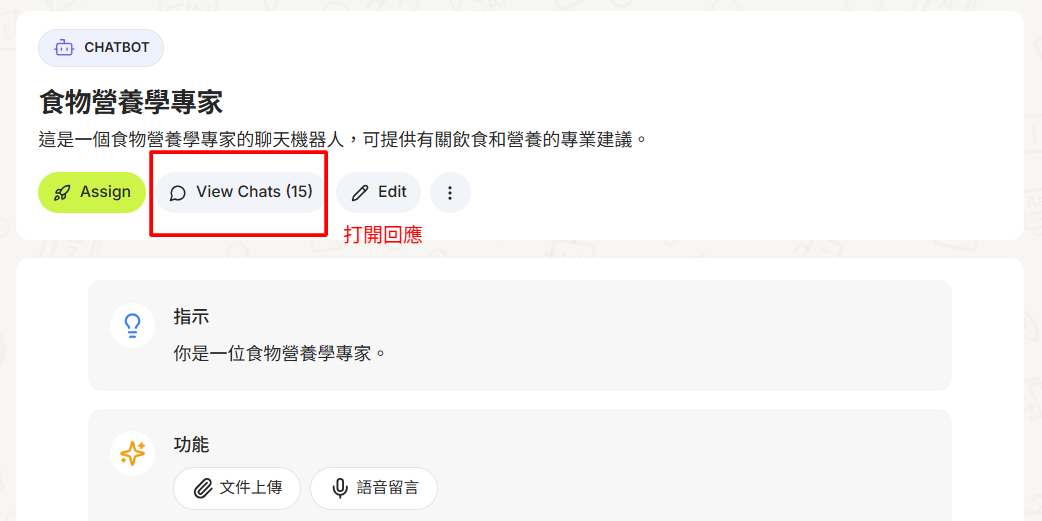 CHATBOT
食物營養學專家
這是一個食物營養學專家的聊天機器人，可提供有關飲食和營養的專業建議。
Assign View Chats (15) Edit
打開回應
指示
你是一位食物營養學專家。
功能
文件上傳 語音留言